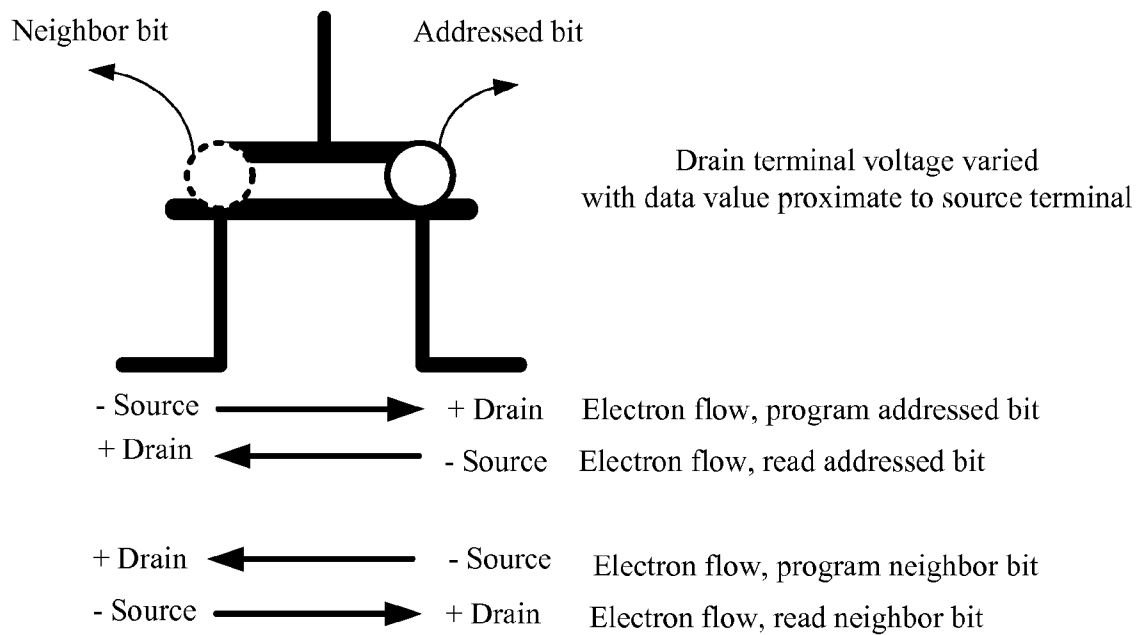 Neighbor bit
Addressed bit
Drain terminal voltage varied
with data value proximate to source terminal
- Source + Drain Electron flow, program addressed bit
+ Drain - Source Electron flow, read addressed bit
+ Drain - Source Electron flow, program neighbor bit
- Source + Drain Electron flow, read neighbor bit